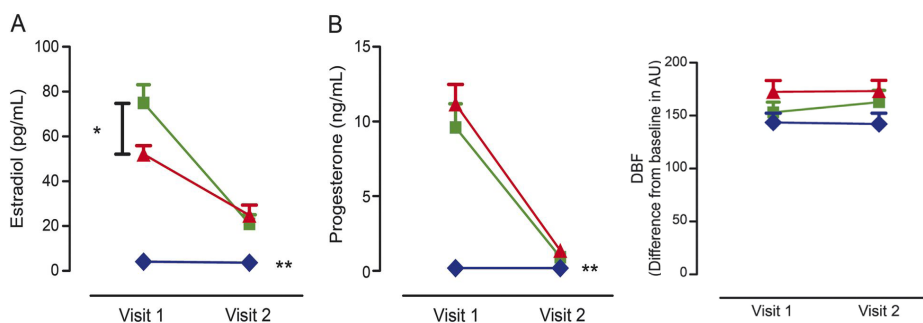 A
Estradiol (pg/mL)
100
80
60
40
20
0
*
**
Visit 1 Visit 2
B
Progesterone (ng/mL)
15
10
5
0
**
Visit 1 Visit 2
DBF
(Difference from baseline in AU)
200
150
100
50
0
Visit 1 Visit 2